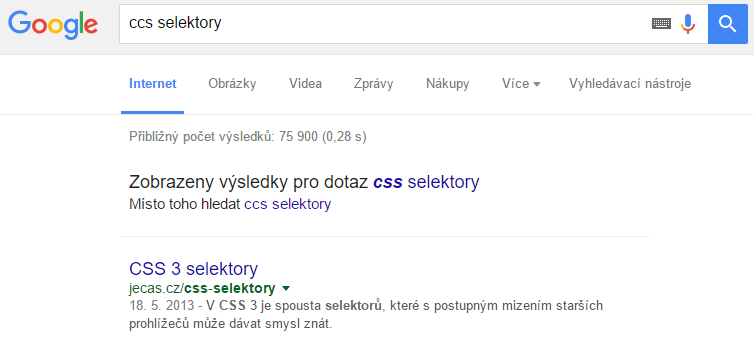 Google ccs selektory
Internet Obrázky Videa Zprávy Nákupy Více Vyhledávací nástroje
Přibližný počet výsledků: 75 900 (0,28 s)
Zobrazeny výsledky pro dotaz css selektory
Místo toho hledat ccs selektory
CSS 3 selektory
jecas.cz/css-selektory
18. 5. 2013 - V CSS 3 je spousta selektorů, které s postupným mizením starších
prohlížečů může dávat smysl znát.